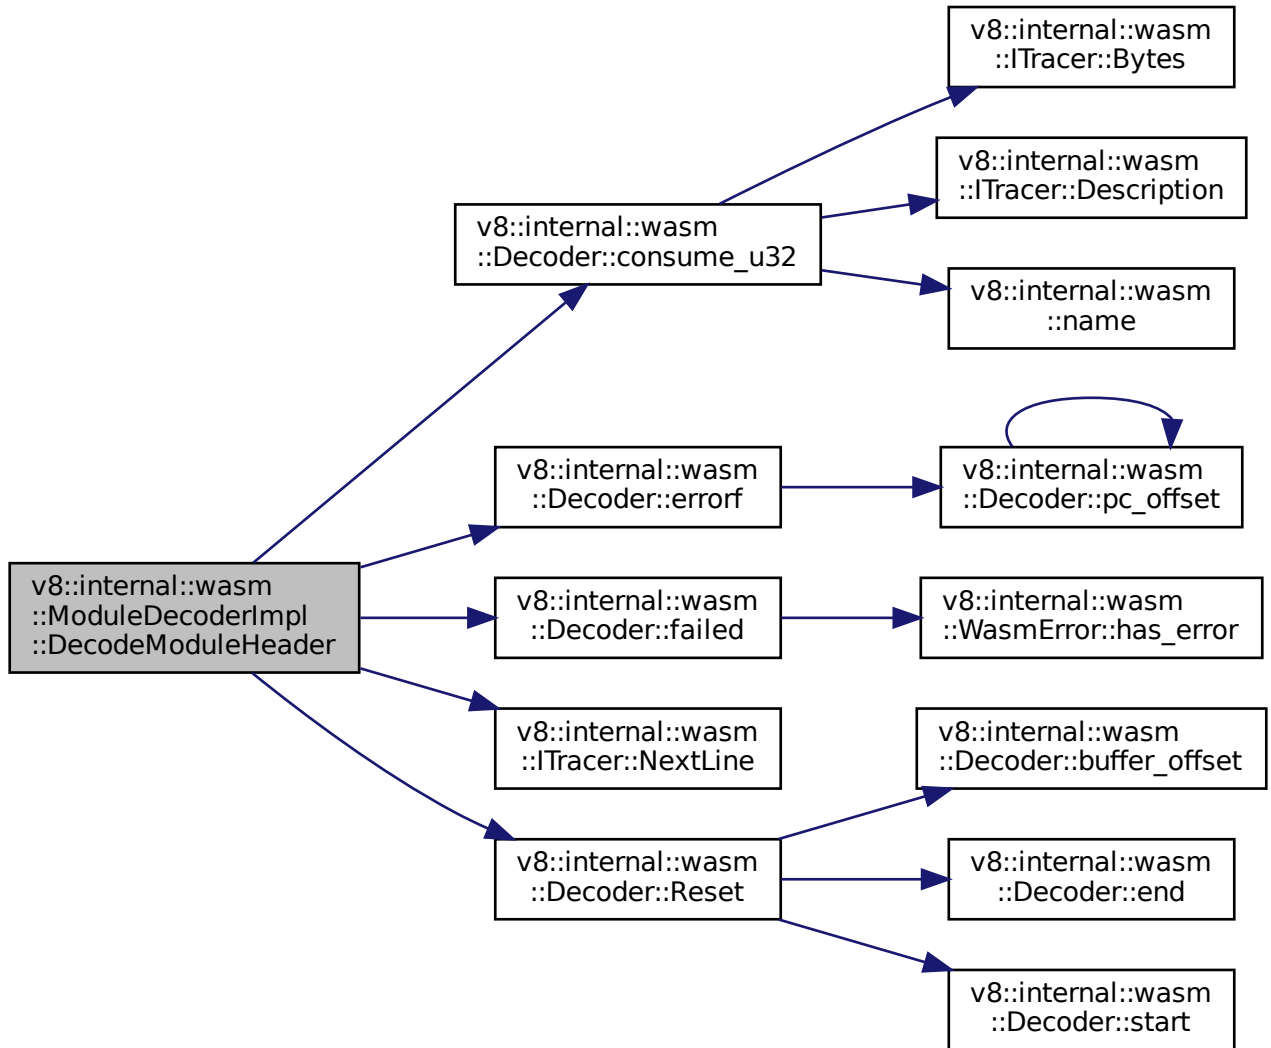 v8::internal::wasm
::ITracer::Bytes
v8::internal::wasm
::ITracer::Description
v8::internal::wasm
::Decoder::consume_u32
v8::internal::wasm
::name
v8::internal::wasm
::Decoder::errorf
v8::internal::wasm
::Decoder::pc_offset
v8::internal::wasm
::ModuleDecoderImpl
::DecodeModuleHeader
v8::internal::wasm
::Decoder::failed
v8::internal::wasm
::WasmError::has_error
v8::internal::wasm
::ITracer::NextLine
v8::internal::wasm
::Decoder::buffer_offset
v8::internal::wasm
::Decoder::Reset
v8::internal::wasm
::Decoder::end
v8::internal::wasm
::Decoder::start